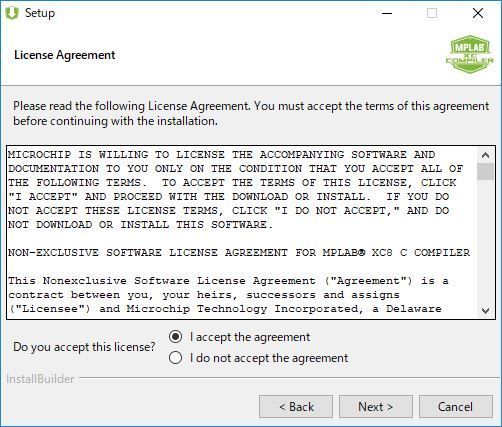 Setup
License Agreement
MPLAB®
XC
COMPILER
Please read the following License Agreement. You must accept the terms of this agreement
before continuing with the installation.
MICROCHIP IS WILLING TO LICENSE THE ACCOMPANYING SOFTWARE AND
DOCUMENTATION TO YOU ONLY ON THE CONDITION THAT YOU ACCEPT ALL OF
THE FOLLOWING TERMS.  TO ACCEPT THE TERMS OF THIS LICENSE, CLICK
"I ACCEPT" AND PROCEED WITH THE DOWNLOAD OR INSTALL.  IF YOU DO
NOT ACCEPT THESE LICENSE TERMS, CLICK "I DO NOT ACCEPT," AND DO
NOT DOWNLOAD OR INSTALL THIS SOFTWARE.
NON-EXCLUSIVE SOFTWARE LICENSE AGREEMENT FOR MPLAB® XC8 C COMPILER
This Nonexclusive Software License Agreement ("Agreement") is a
contract between you, your heirs, successors and assigns
("Licensee") and Microchip Technology Incorporated, a Delaware
Do you accept this license?
I accept the agreement
I do not accept the agreement
InstallBuilder
< Back
Next >
Cancel